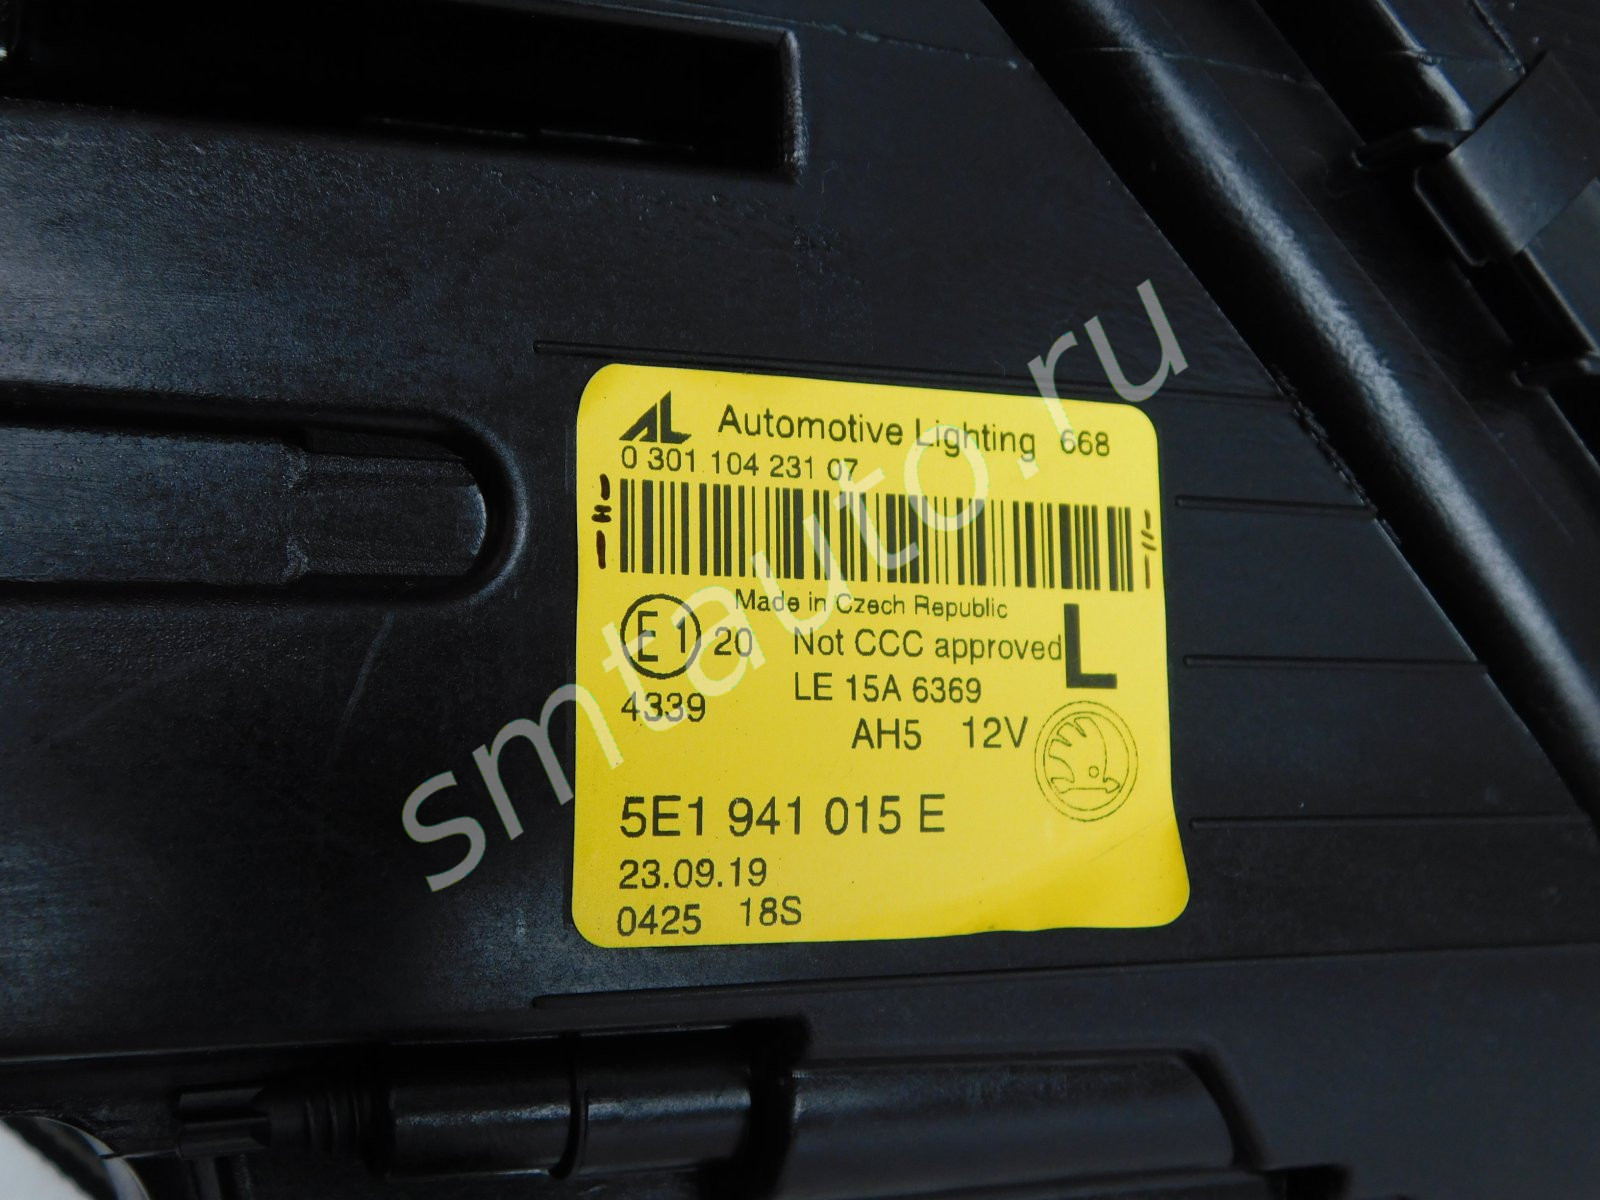 AL Automotive Lighting 668
0 301 104 231 07
Made in Czech Republic
E1 20 Not CCC approved L
4339 LE 15A 6369
AH5 12V
5E1 941 015 E
23.09.19
0425 18S
smtauto.ru